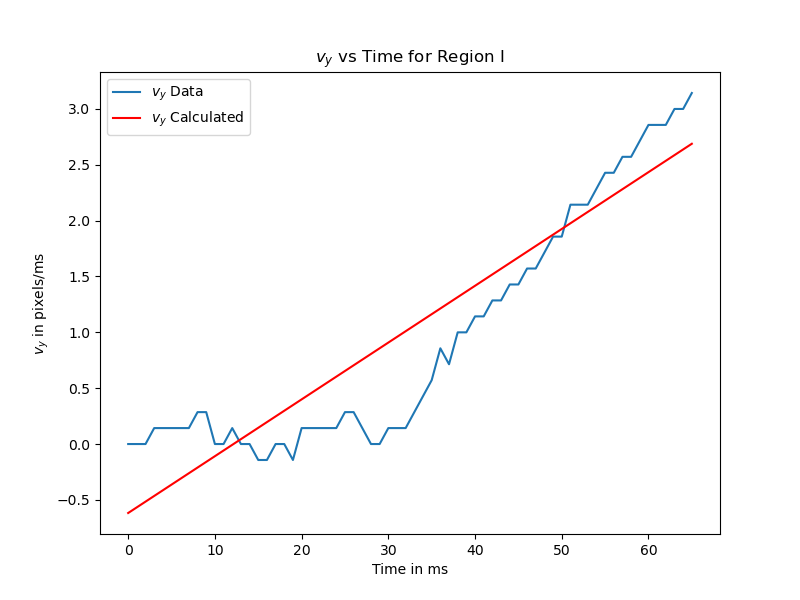 v_y vs Time for Region I
v_y Data
v_y Calculated
3.0
2.5
2.0
1.5
1.0
0.5
0.0
−0.5
v_y in pixels/ms
0 10 20 30 40 50 60
Time in ms